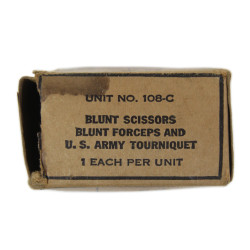 UNIT NO. 108-C
BLUNT SCISSORS
BLUNT FORCEPS AND
U. S. ARMY TOURNIQUET
1 EACH PER UNIT